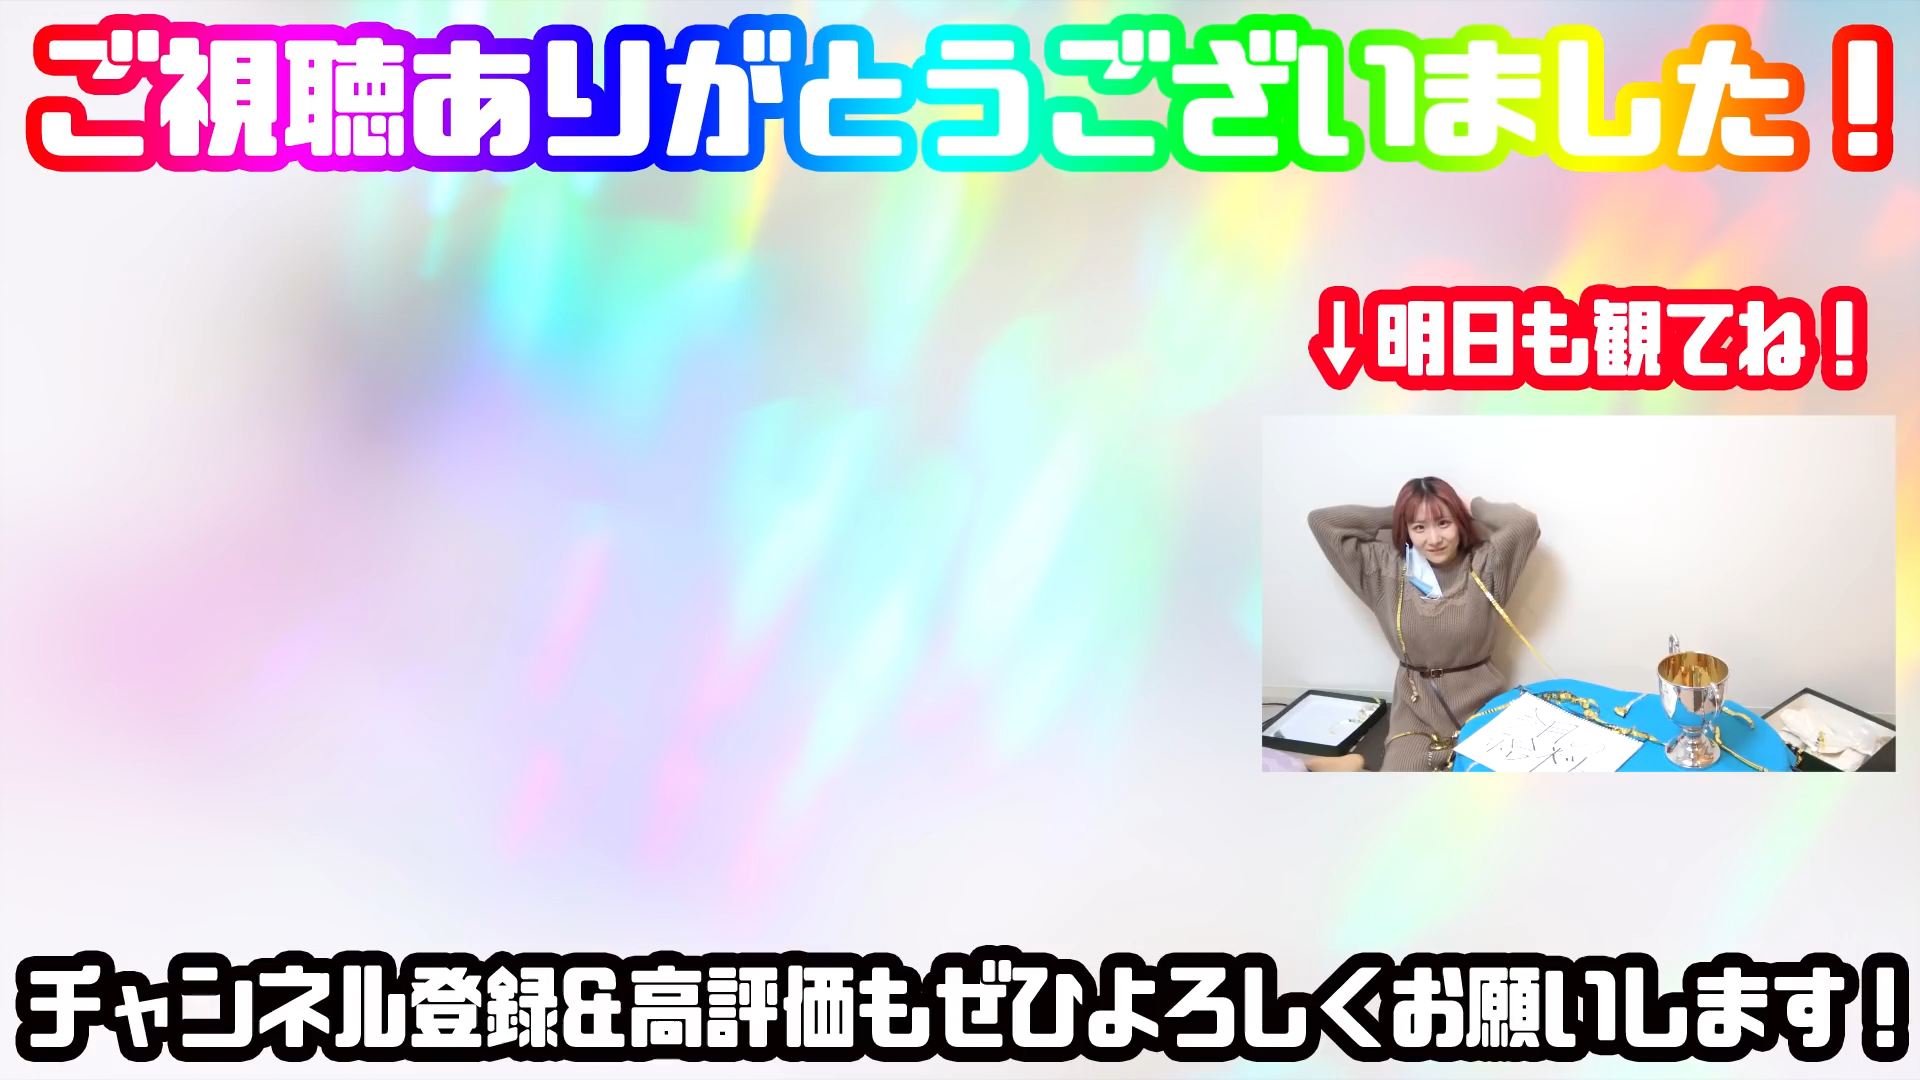 ご視聴ありがとうございました！
↓明日も観てね！
チャンネル登録&高評価もぜひよろしくお願いします！